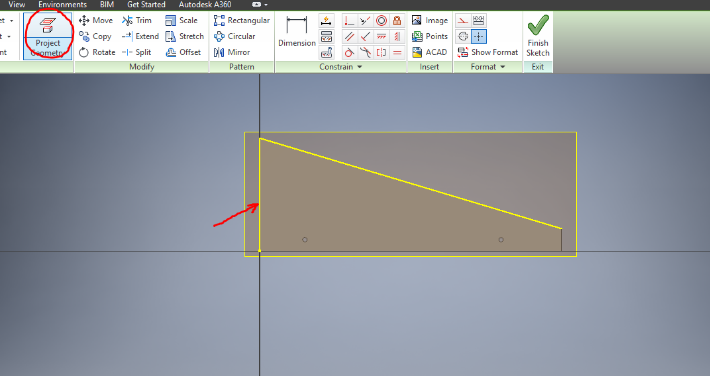 View Environments BIM Get Started Autodesk A360
Project Geometry
Move Trim Scale
Copy Extend Stretch
Rotate Split Offset
Modify
Rectangular
Circular
Mirror
Pattern
Dimension
Constrain
Image
Points
ACAD
Insert
Show Format
Format
Finish
Sketch
Exit